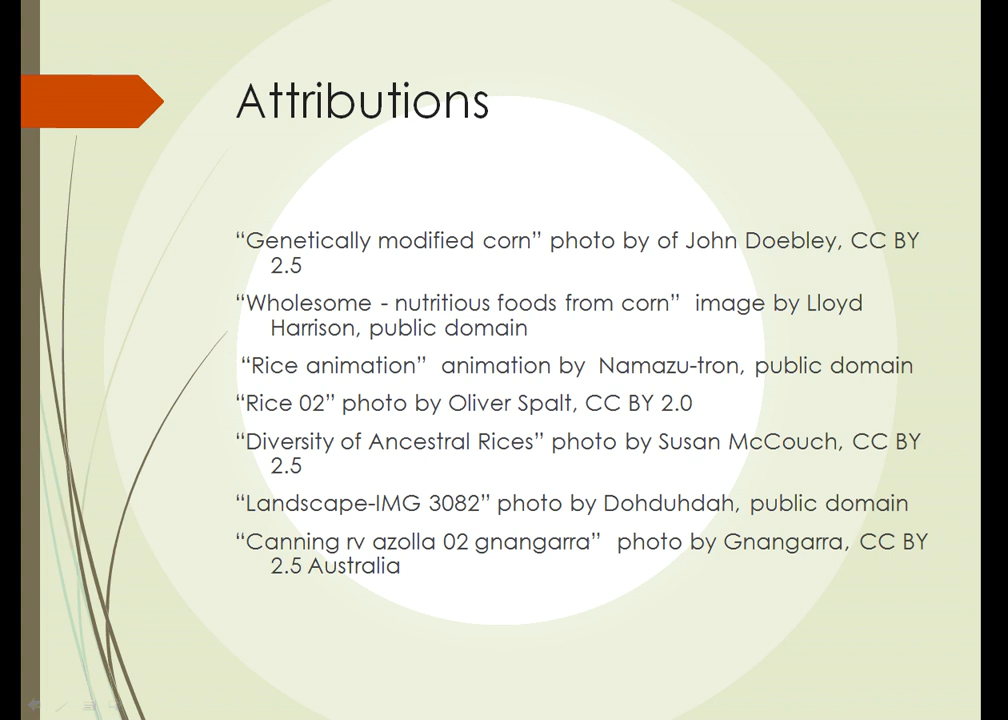 Attributions
“Genetically modified corn” photo by of John Doebley, CC BY
2.5
“Wholesome - nutritious foods from corn”  image by Lloyd
Harrison, public domain
“Rice animation”  animation by  Namazu-tron, public domain
“Rice 02” photo by Oliver Spalt, CC BY 2.0
“Diversity of Ancestral Rices” photo by Susan McCouch, CC BY
2.5
“Landscape-IMG 3082” photo by Dohduhdah, public domain
“Canning rv azolla 02 gnangarra”  photo by Gnangarra, CC BY
2.5 Australia